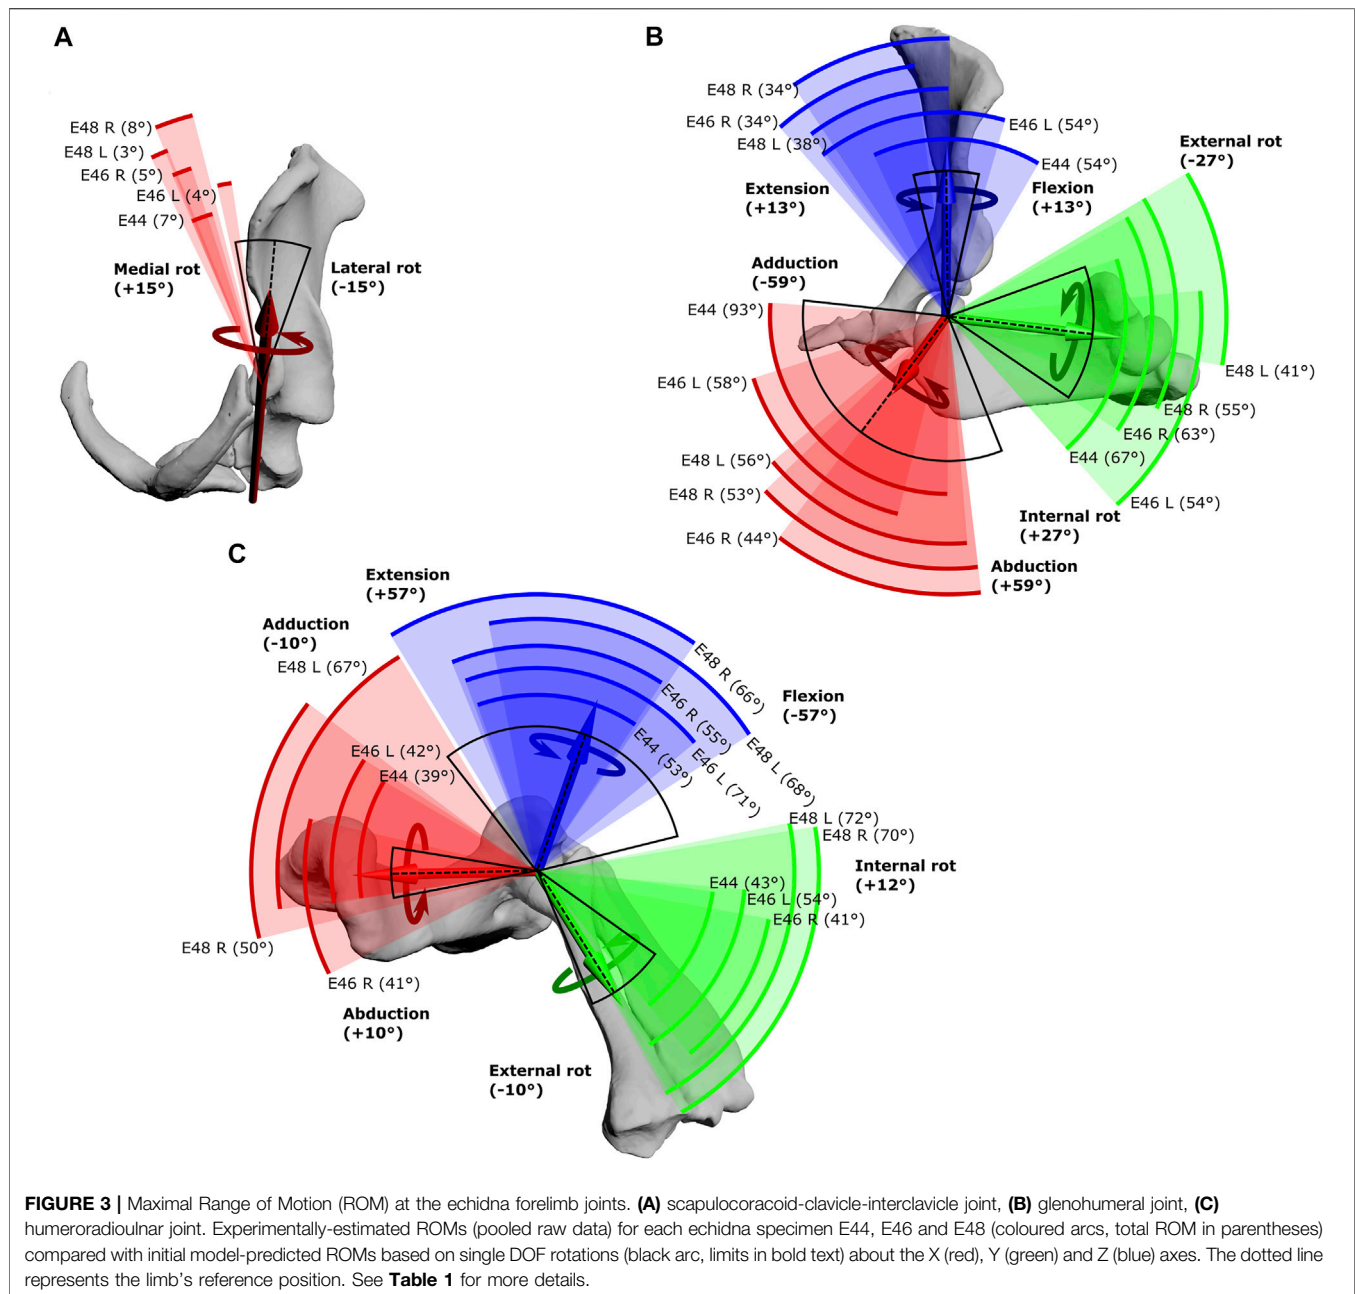 A
E48 R (8°)
E48 L (3°)
E46 R (5°)
E46 L (4°)
E44 (7°)
Medial rot
(+15°)
Lateral rot
(-15°)
B
E48 R (34°)
E46 R (34°)
E48 L (38°)
E46 L (54°)
E44 (54°)
Extension
(+13°)
Flexion
(+13°)
External rot
(-27°)
Adduction
(-59°)
E44 (93°)
E46 L (58°)
E48 L (56°)
E48 R (53°)
E46 R (44°)
E48 L (41°)
E48 R (55°)
E46 R (63°)
E44 (67°)
E46 L (54°)
Internal rot
(+27°)
Abduction
(+59°)
C
Extension
(+57°)
Adduction
(-10°)
E48 L (67°)
E46 L (42°)
E44 (39°)
E48 R (66°)
E46 R (55°)
E44 (53°)
E46 L (71°)
E48 L (68°)
Flexion
(-57°)
E48 L (72°)
E48 R (70°)
Internal rot
(+12°)
E44 (43°)
E46 L (54°)
E46 R (41°)
E48 R (50°)
E46 R (41°)
Abduction
(+10°)
External rot
(-10°)
FIGURE 3 | Maximal Range of Motion (ROM) at the echidna forelimb joints. (A) scapulocoracoid-clavicle-interclavicle joint, (B) glenohumeral joint, (C)
humeroradioulnar joint. Experimentally-estimated ROMs (pooled raw data) for each echidna specimen E44, E46 and E48 (coloured arcs, total ROM in parentheses)
compared with initial model-predicted ROMs based on single DOF rotations (black arc, limits in bold text) about the X (red), Y (green) and Z (blue) axes. The dotted line
represents the limb's reference position. See Table 1 for more details.